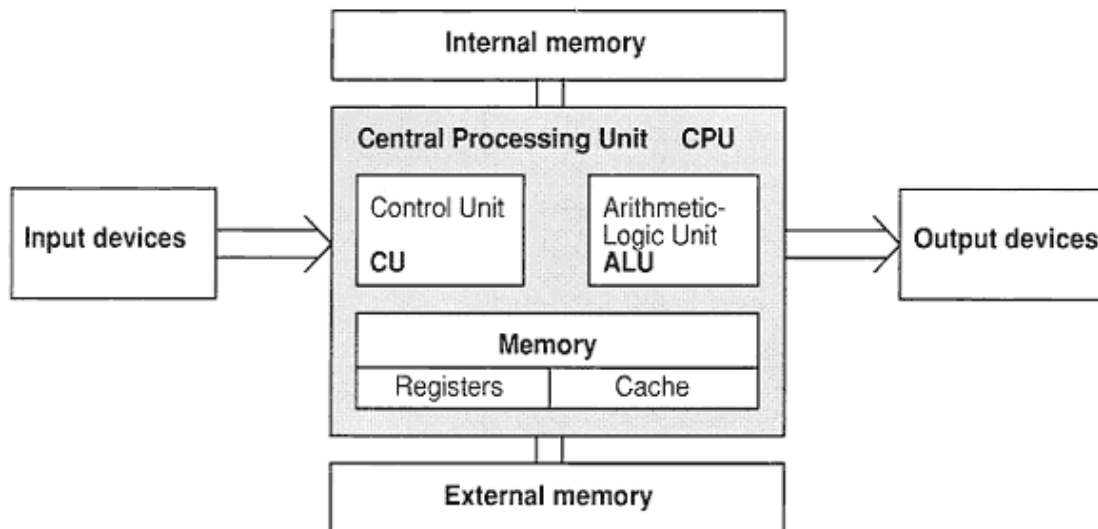 Internal memory
Central Processing Unit CPU
Control Unit
CU
Arithmetic-
Logic Unit
ALU
Input devices
Output devices
Memory
Registers
Cache
External memory